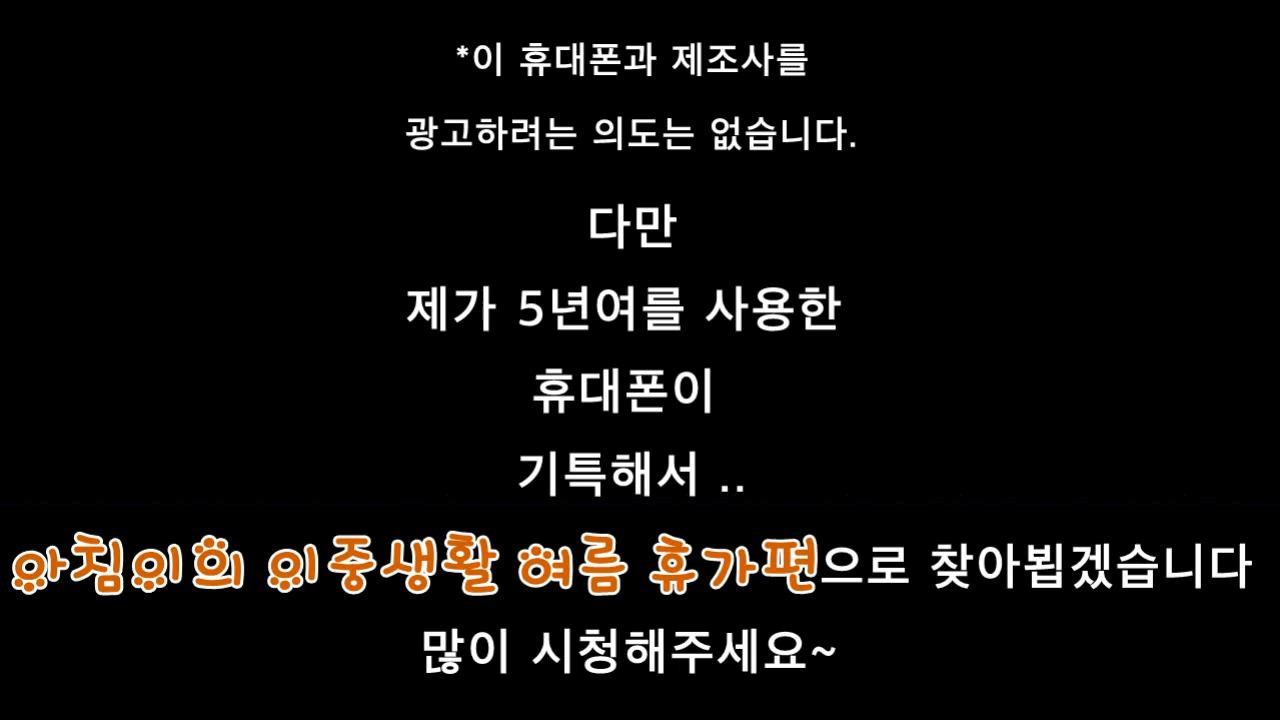 *이 휴대폰과 제조사를
광고하려는 의도는 없습니다.
다만
제가 5년여를 사용한
휴대폰이
기특해서 ..
아침이의 이중생활 여름 휴가편으로 찾아뵙겠습니다
많이 시청해주세요~